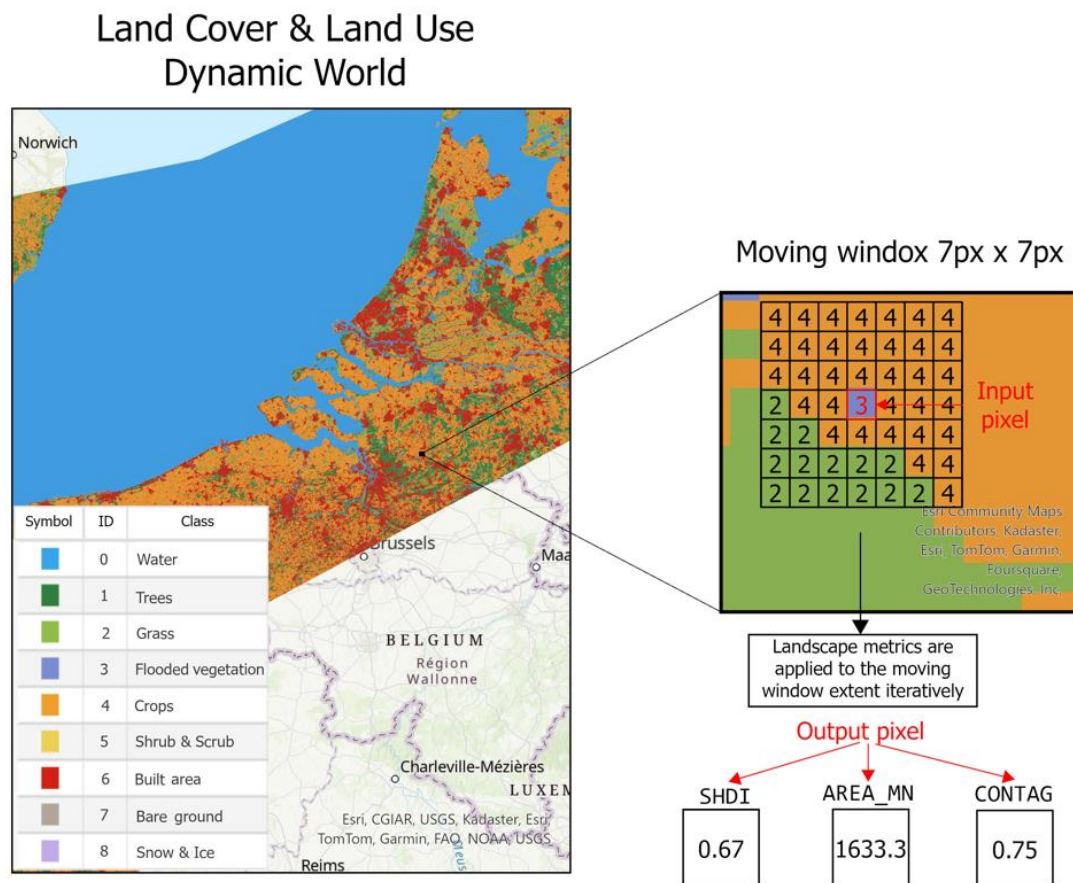 Land Cover & Land Use
Dynamic World
Norwich
Brussels
Maa
BELGIUM
Région
Wallonne
Charleville-Mézières
LUXEM
Esri, CGIAR, USGS, Kadaster, Esri,
TomTom, Garmin, FAO, NOAA, USGS
Meus
Reims
Symbol ID Class
0 Water
1 Trees
2 Grass
3 Flooded vegetation
4 Crops
5 Shrub & Scrub
6 Built area
7 Bare ground
8 Snow & Ice
Moving windox 7px x 7px
4 4 4 4 4 4 4
4 4 4 4 4 4 4
4 4 4 4 4 4 4
2 4 4 3 4 4 4
2 2 4 4 4 4 4
2 2 2 2 2 4 4
2 2 2 2 2 2 4
Input
pixel
Esri Community Maps
Contributors, Kadaster,
Esri, TomTom, Garmin,
Foursquare,
GeoTechnologies, Inc,
Landscape metrics are
applied to the moving
window extent iteratively
Output pixel
SHDI AREA_MN CONTAG
0.67 1633.3 0.75